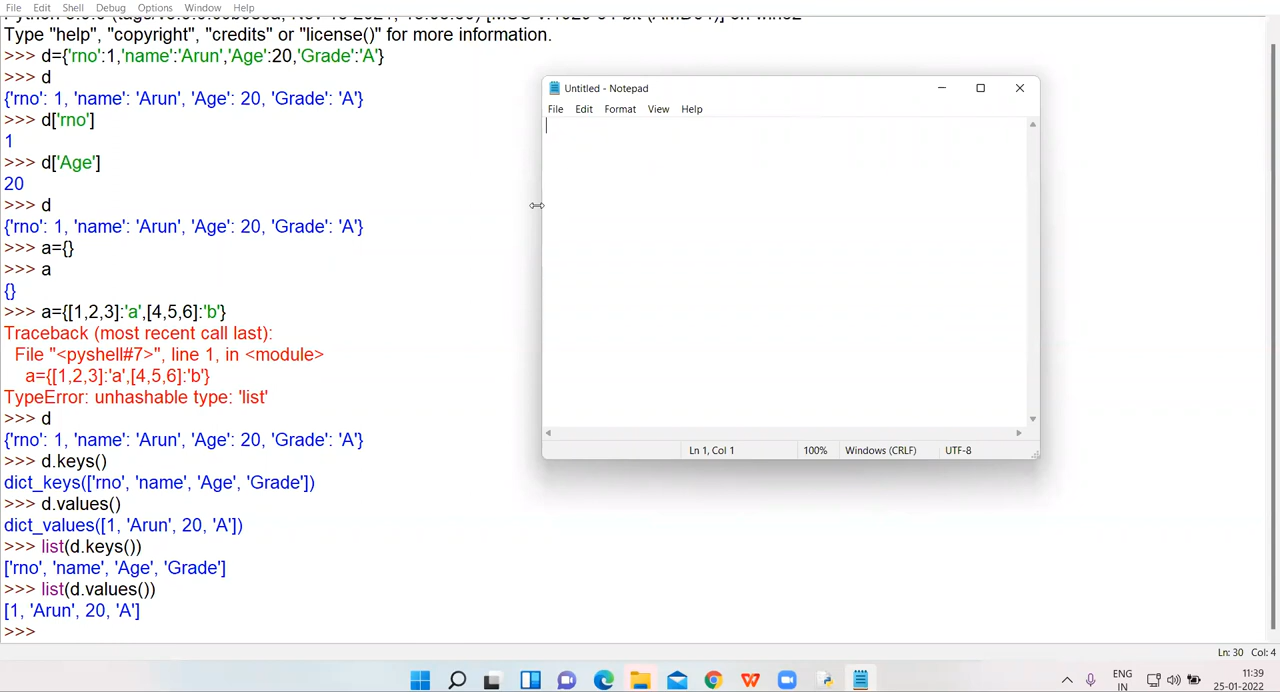 File Edit Shell Debug Options Window Help
Type "help", "copyright", "credits" or "license()" for more information.
>>> d={'rno':1,'name':'Arun','Age':20,'Grade':'A'}
>>> d
{'rno': 1, 'name': 'Arun', 'Age': 20, 'Grade': 'A'}
>>> d['rno']
1
>>> d['Age']
20
>>> d
{'rno': 1, 'name': 'Arun', 'Age': 20, 'Grade': 'A'}
>>> a={}
>>> a
{}
>>> a={[1,2,3]:'a',[4,5,6]:'b'}
Traceback (most recent call last):
File "<pyshell#7>", line 1, in <module>
a={[1,2,3]:'a',[4,5,6]:'b'}
TypeError: unhashable type: 'list'
>>> d
{'rno': 1, 'name': 'Arun', 'Age': 20, 'Grade': 'A'}
>>> d.keys()
dict_keys(['rno', 'name', 'Age', 'Grade'])
>>> d.values()
dict_values([1, 'Arun', 20, 'A'])
>>> list(d.keys())
['rno', 'name', 'Age', 'Grade']
>>> list(d.values())
[1, 'Arun', 20, 'A']
>>>
Untitled - Notepad
File Edit Format View Help
Ln 1, Col 1 100% Windows (CRLF) UTF-8
Ln: 30 Col: 4
ENG
IN
11:39
25-01-2022